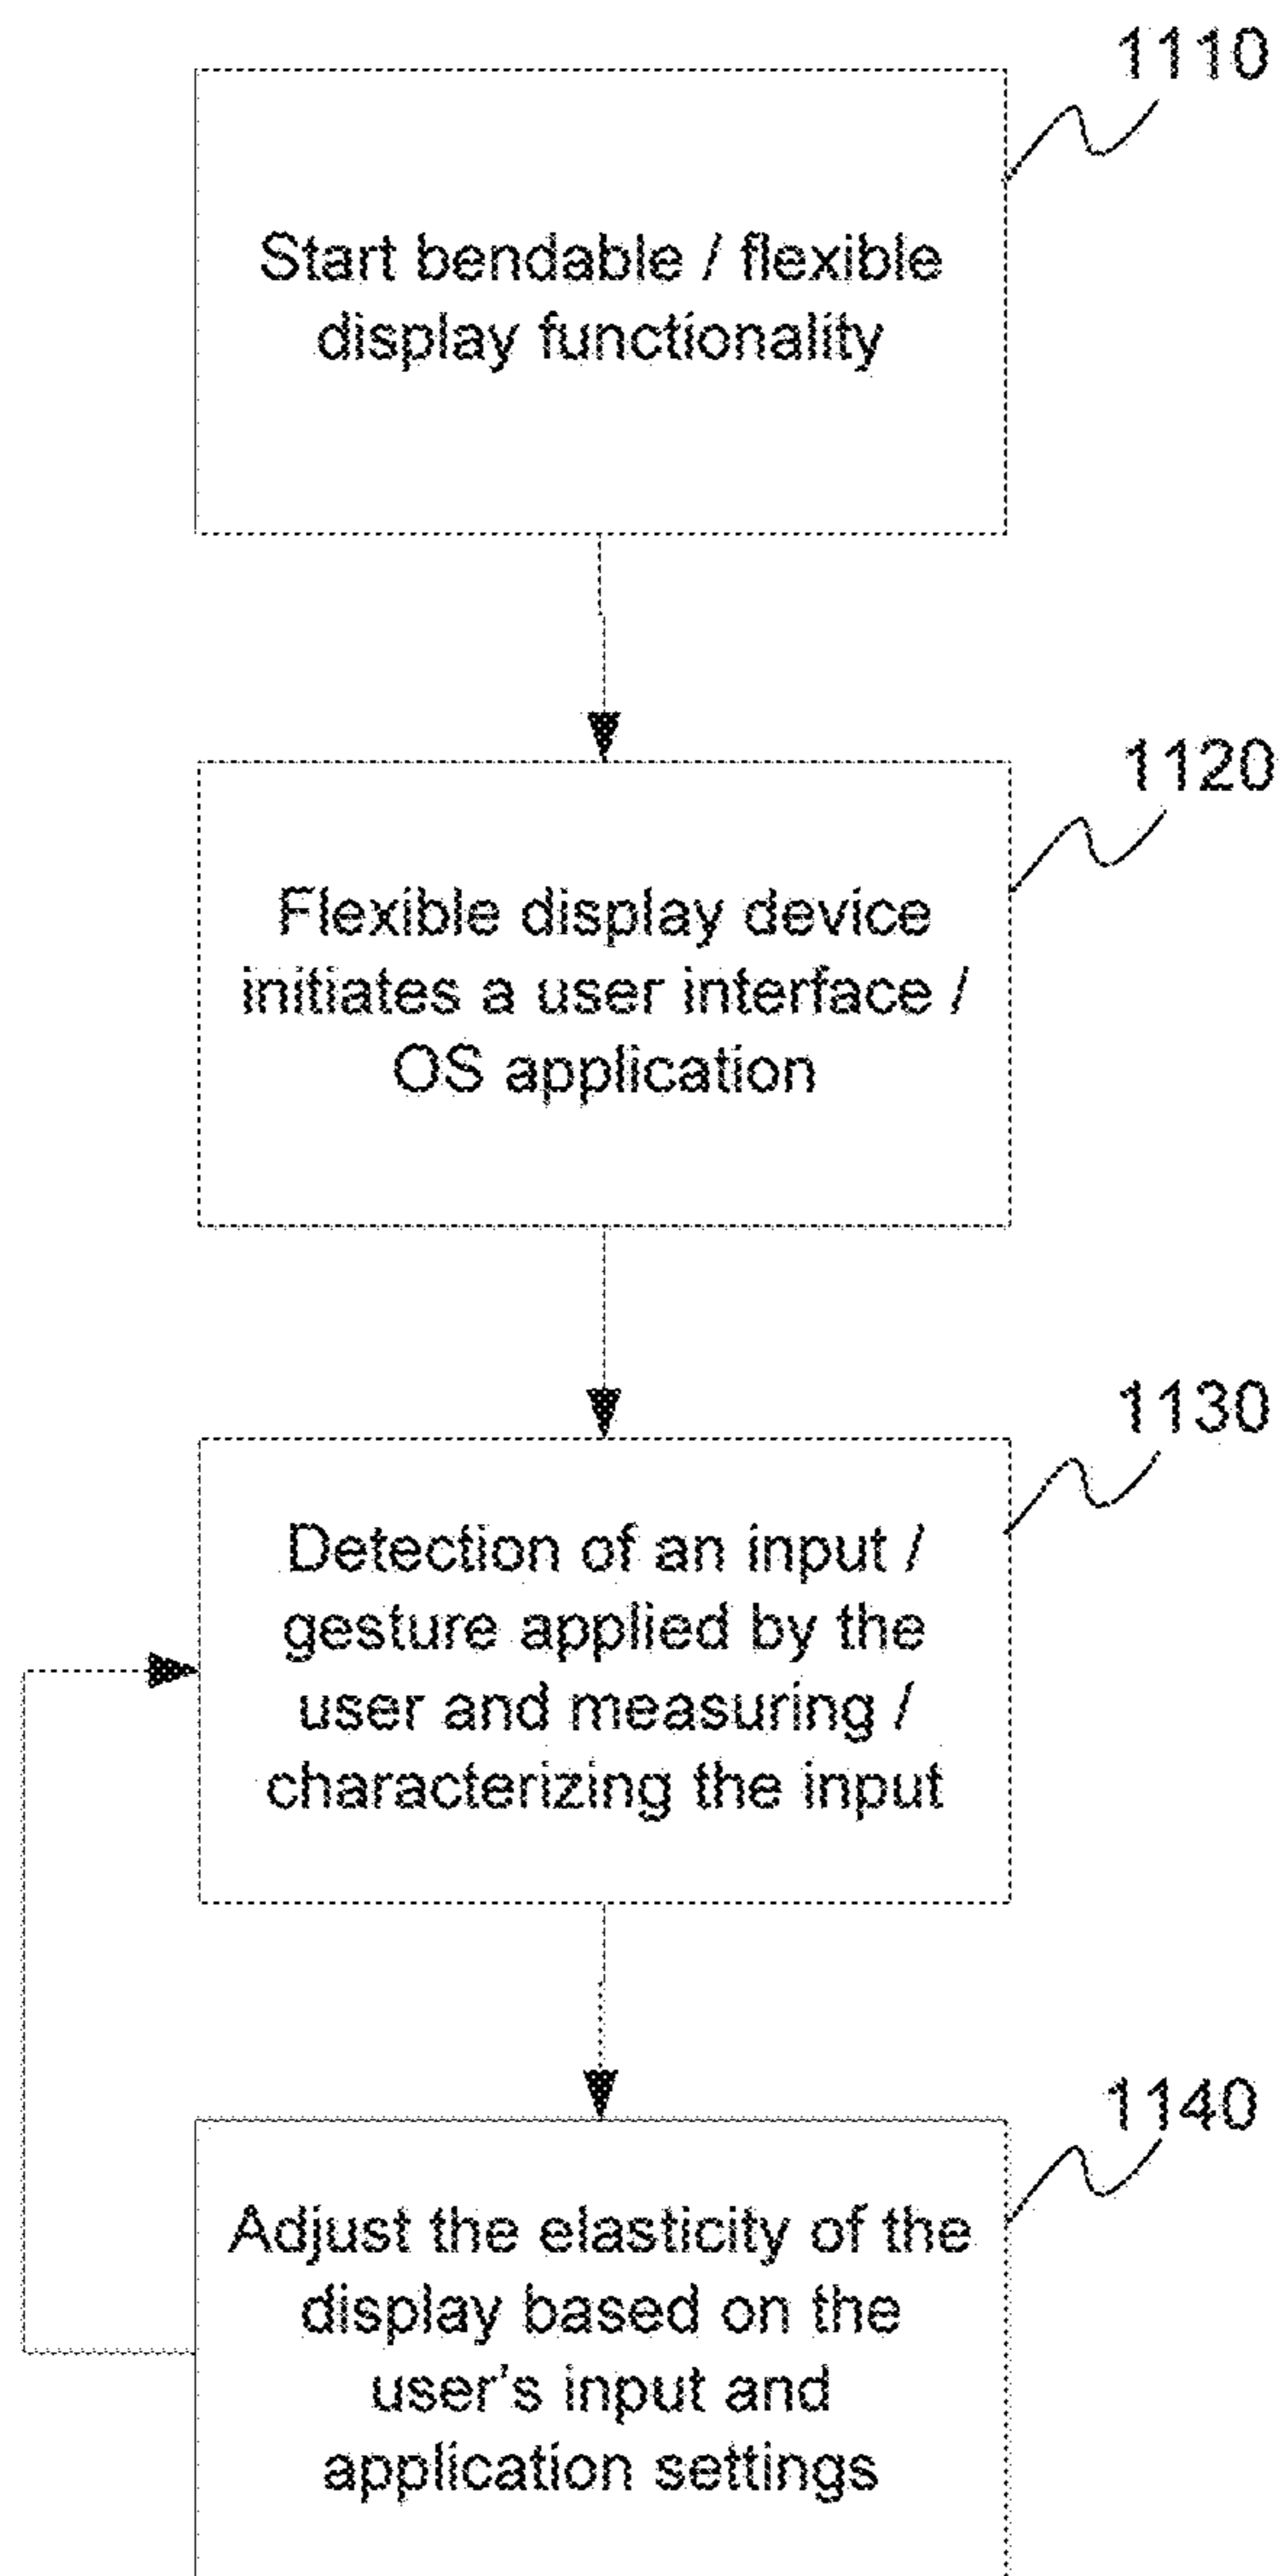 1110
Start bendable / flexible
display functionality
1120
Flexible display device
initiates a user interface /
OS application
1130
Detection of an input /
gesture applied by the
user and measuring /
characterizing the input
1140
Adjust the elasticity of the
display based on the
user's input and
application settings